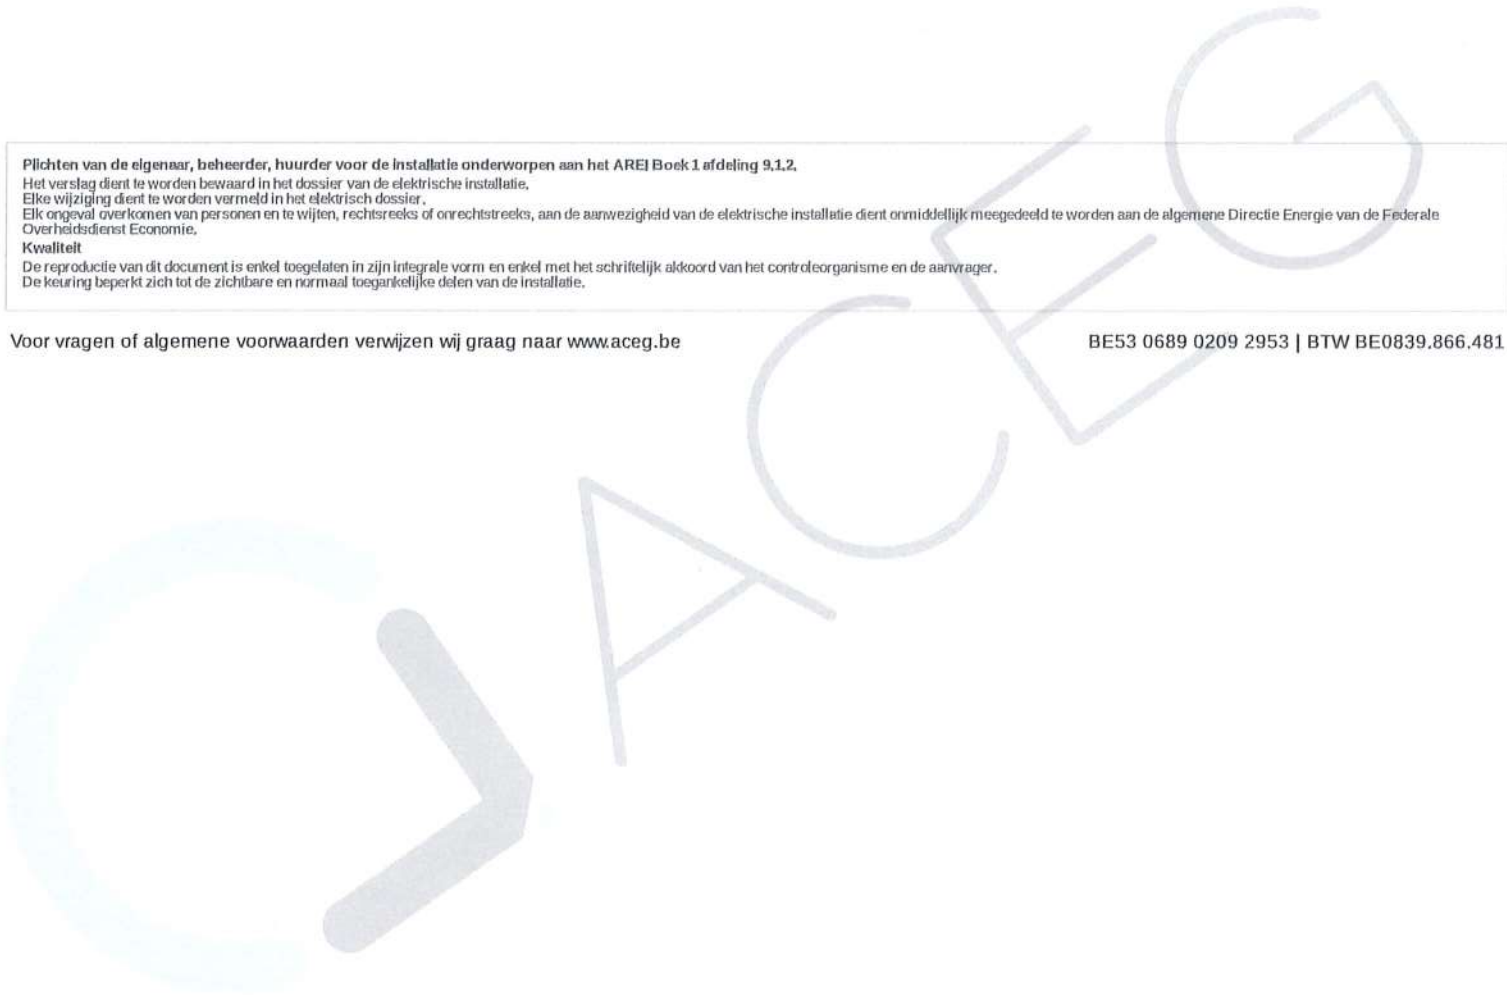 Plichten van de eigenaar, beheerder, huurder voor de installatie onderworpen aan het AREI Boek 1 afdeling 9.1.2.
Het verslag dient te worden bewaard in het dossier van de elektrische installatie.
Elke wijziging dient te worden vermeld in het elektrisch dossier.
Elk ongeval overkomen van personen en te wijten, rechtsreeks of onrechtstreeks, aan de aanwezigheid van de elektrische installatie dient onmiddellijk meegedeeld te worden aan de algemene Directie Energie van de Federale
Overheidsdienst Economie.
Kwaliteit
De reproductie van dit document is enkel toegelaten in zijn integrale vorm en enkel met het schriftelijk akkoord van het controleorganisme en de aanvrager.
De keuring beperkt zich tot de zichtbare en normaal toegankelijke delen van de installatie.
Voor vragen of algemene voorwaarden verwijzen wij graag naar www.aceg.be
BE53 0689 0209 2953 | BTW BE0839.866.481
ACEG